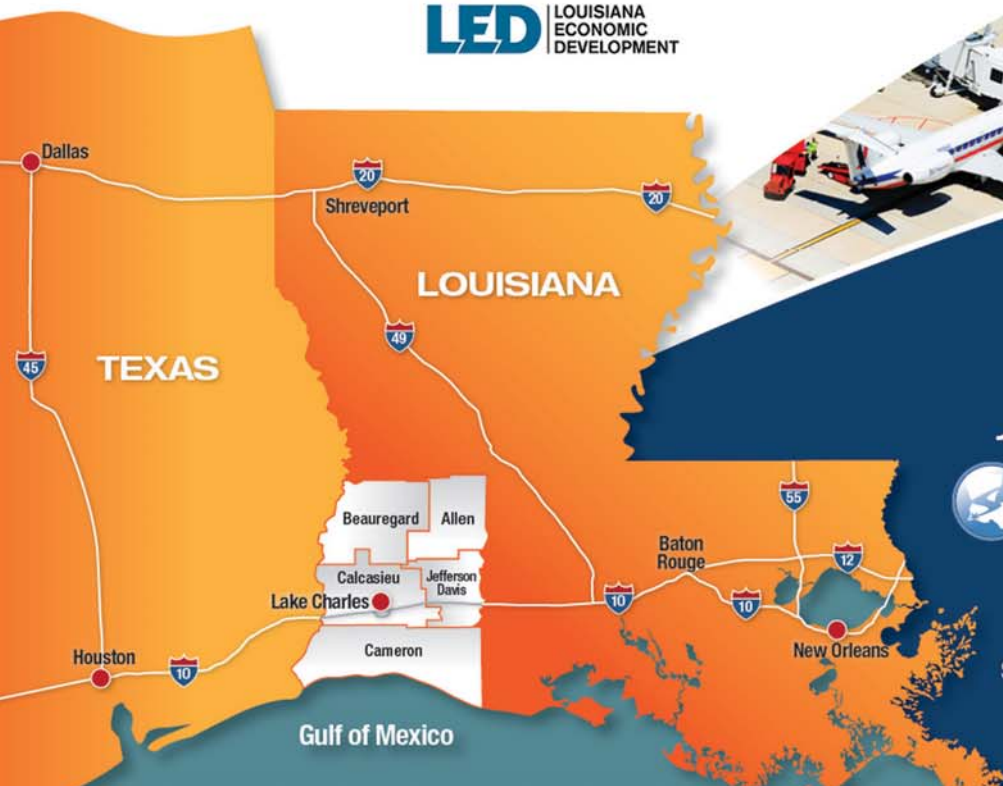 LED
LOUISIANA
ECONOMIC
DEVELOPMENT
Dallas
20
Shreveport
20
LOUISIANA
49
45
TEXAS
Beauregard
Allen
55
Baton
Rouge
12
Calcasieu
Jefferson
Davis
Lake Charles
10
10
New Orleans
Cameron
Houston
10
Gulf of Mexico